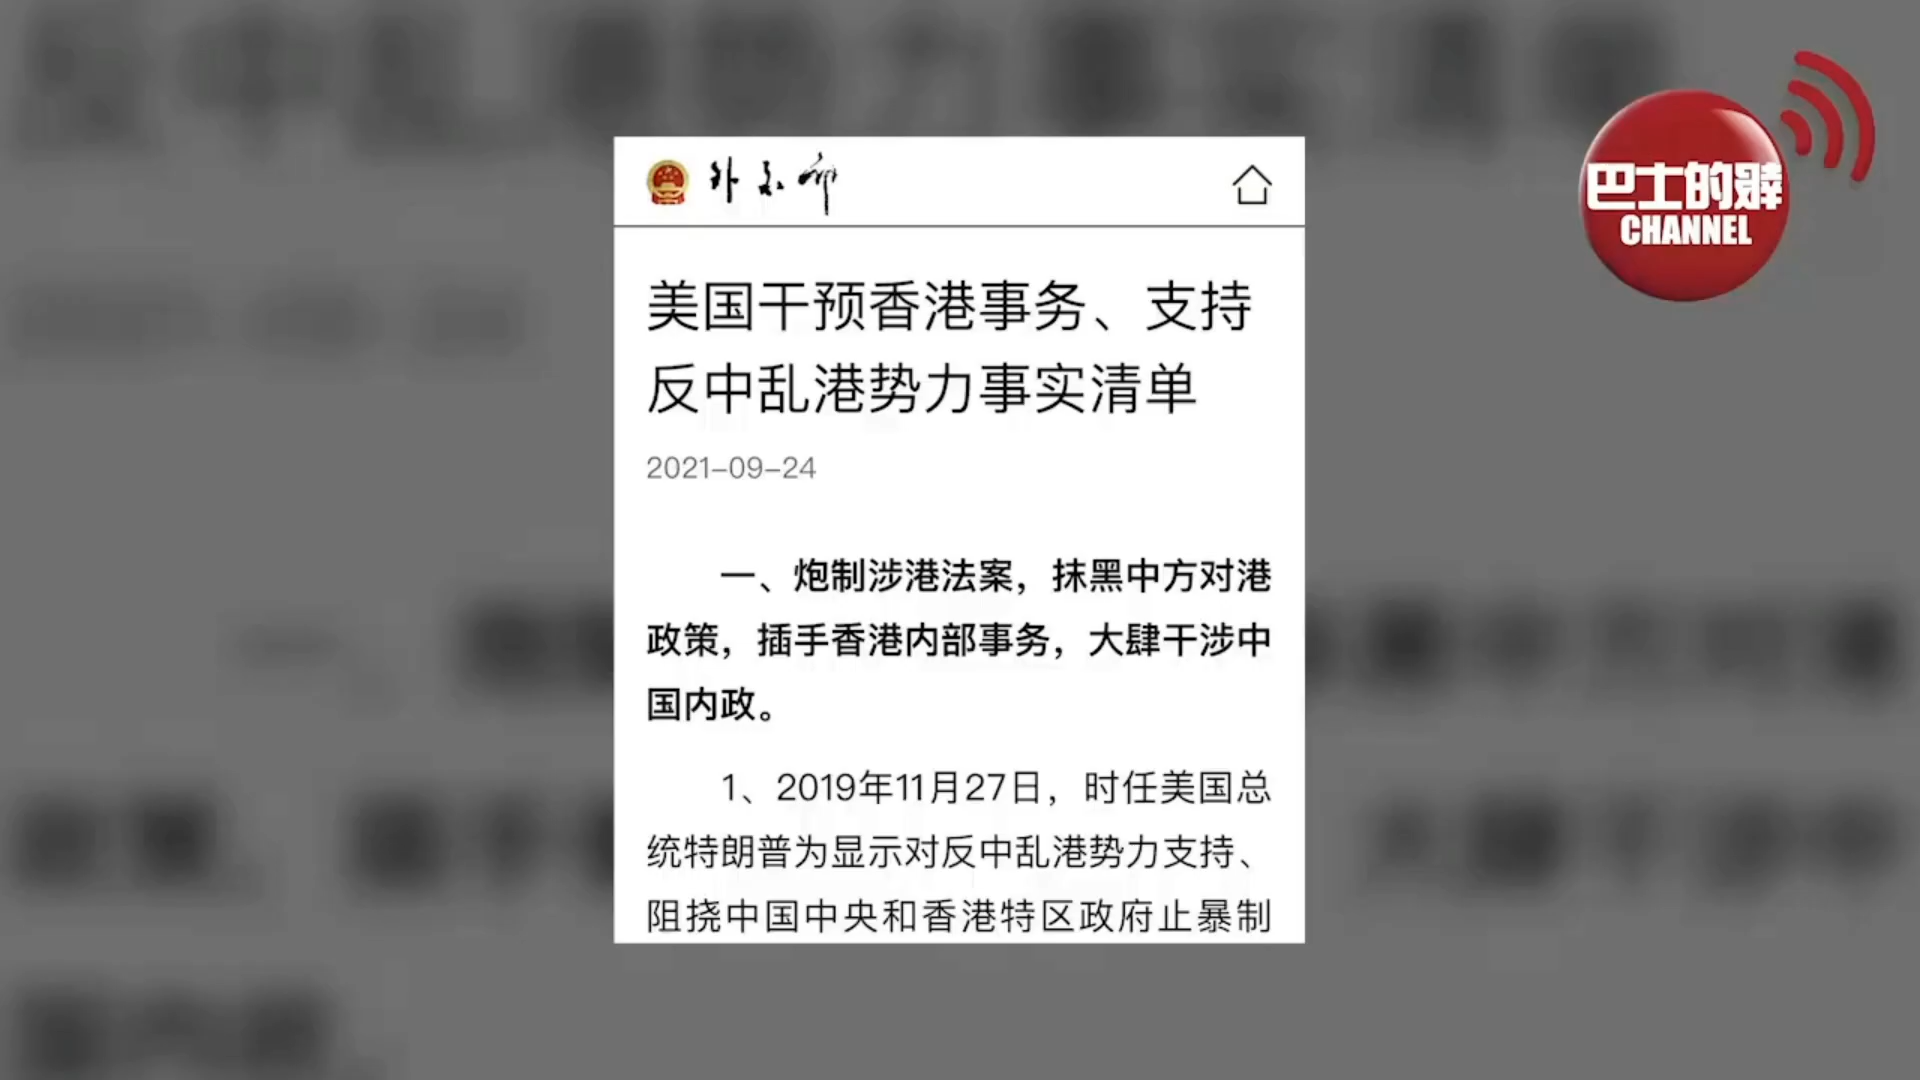 外交部
美国干预香港事务、支持
反中乱港势力事实清单
2021-09-24
一、炮制涉港法案，抹黑中方对港
政策，插手香港内部事务，大肆干涉中
国内政。
1、2019年11月27日，时任美国总
统特朗普为显示对反中乱港势力支持、
阻挠中国中央和香港特区政府止暴制
巴士的報
CHANNEL